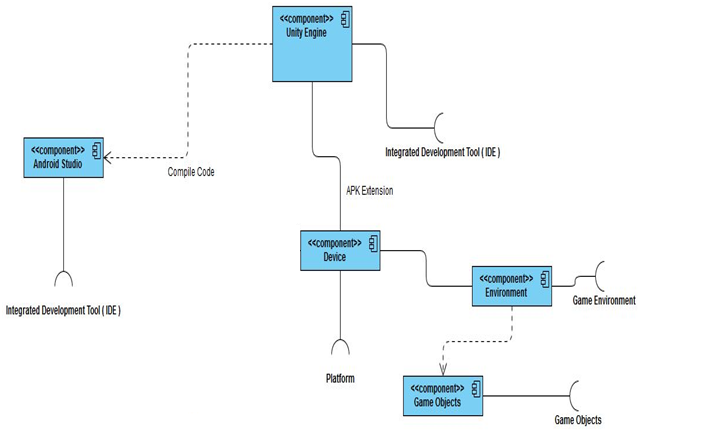 <<component>>
Unity Engine
Integrated Development Tool ( IDE )
<<component>>
Android Studio
Compile Code
APK Extension
<<component>>
Device
<<component>>
Environment
Game Environment
Integrated Development Tool ( IDE )
Platform
<<component>>
Game Objects
Game Objects